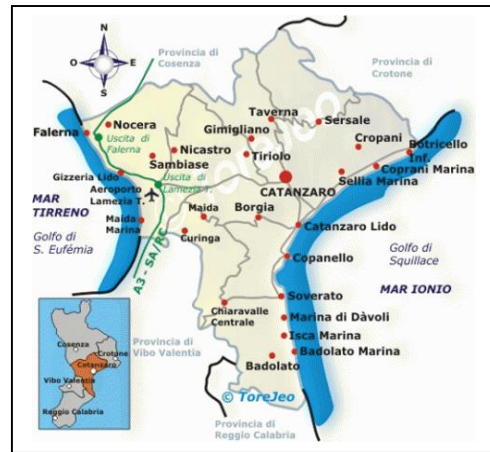 Provincia di
Cosenza
Provincia di
Crotone
N
O
E
S
ToreJeo
Taverna
Sersale
Falerna
Nocera
Uscita di
Falerna
Gimigliano
Cropani
Botricello
Inf.
Nicastro
Sambiase
Tiriolo
Coprani Marina
Gizzeria Lido
Uscita di
Lamezia T.
CATANZARO
Sellia Marina
Aeroporto
Lamezia T.
MAR
TIRRENO
Maida
Borgia
Maida
Marina
Catanzaro Lido
Golfo di
S. Eufémia
Curinga
Golfo di
Squillace
A3 - SA/RC
Copanello
MAR IONIO
Soverato
Chiaravalle
Centrale
Marina di Dàvoli
Provincia di
Vibo Valentia
Isca Marina
Badolato Marina
Badolato
Cosenza
Crotone
Catanzaro
Vibo Valentia
Reggio Calabria
© ToreJeo
Provincia di
Reggio Calabria